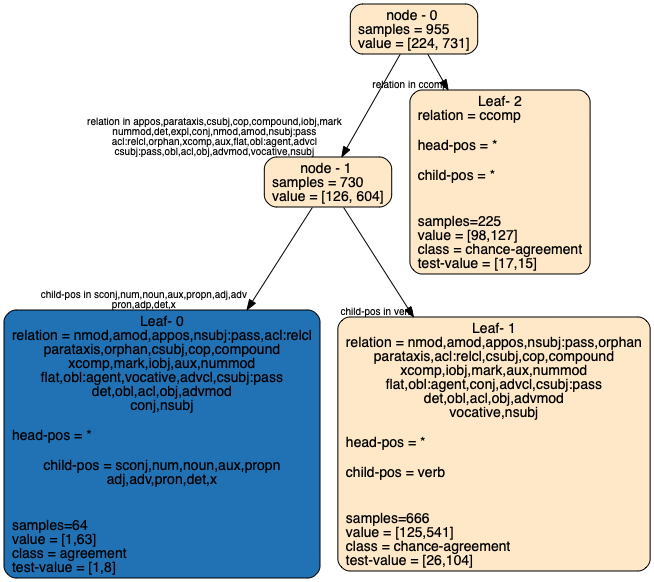 node - 0
samples = 955
value = [224, 731]
relation in ccomp
relation in appos,parataxis,csubj,cop,compound,iobj,mark
nummod,det,expl,conj,nmod,amod,nsubj:pass
acl:relcl,orphan,xcomp,aux,flat,obl:agent,advcl
csubj:pass,obl,acl,obj,advmod,vocative,nsubj
Leaf- 2
relation = ccomp
head-pos = *
child-pos = *
samples=225
value = [98,127]
class = chance-agreement
test-value = [17,15]
node - 1
samples = 730
value = [126, 604]
child-pos in sconj,num,noun,aux,propn,adj,adv
pron,adp,det,x
child-pos in verb
Leaf- 0
relation = nmod,amod,appos,nsubj:pass,acl:relcl
parataxis,orphan,csubj,cop,compound
xcomp,mark,iobj,aux,nummod
flat,obl:agent,vocative,advcl,csubj:pass
det,obl,acl,obj,advmod
conj,nsubj
head-pos = *
child-pos = sconj,num,noun,aux,propn
adj,adv,pron,det,x
samples=64
value = [1,63]
class = agreement
test-value = [1,8]
Leaf- 1
relation = nmod,amod,appos,nsubj:pass,orphan
parataxis,acl:relcl,csubj,cop,compound
xcomp,iobj,mark,aux,nummod
flat,obl:agent,conj,advcl,csubj:pass
det,obl,acl,obj,advmod
vocative,nsubj
head-pos = *
child-pos = verb
samples=666
value = [125,541]
class = chance-agreement
test-value = [26,104]